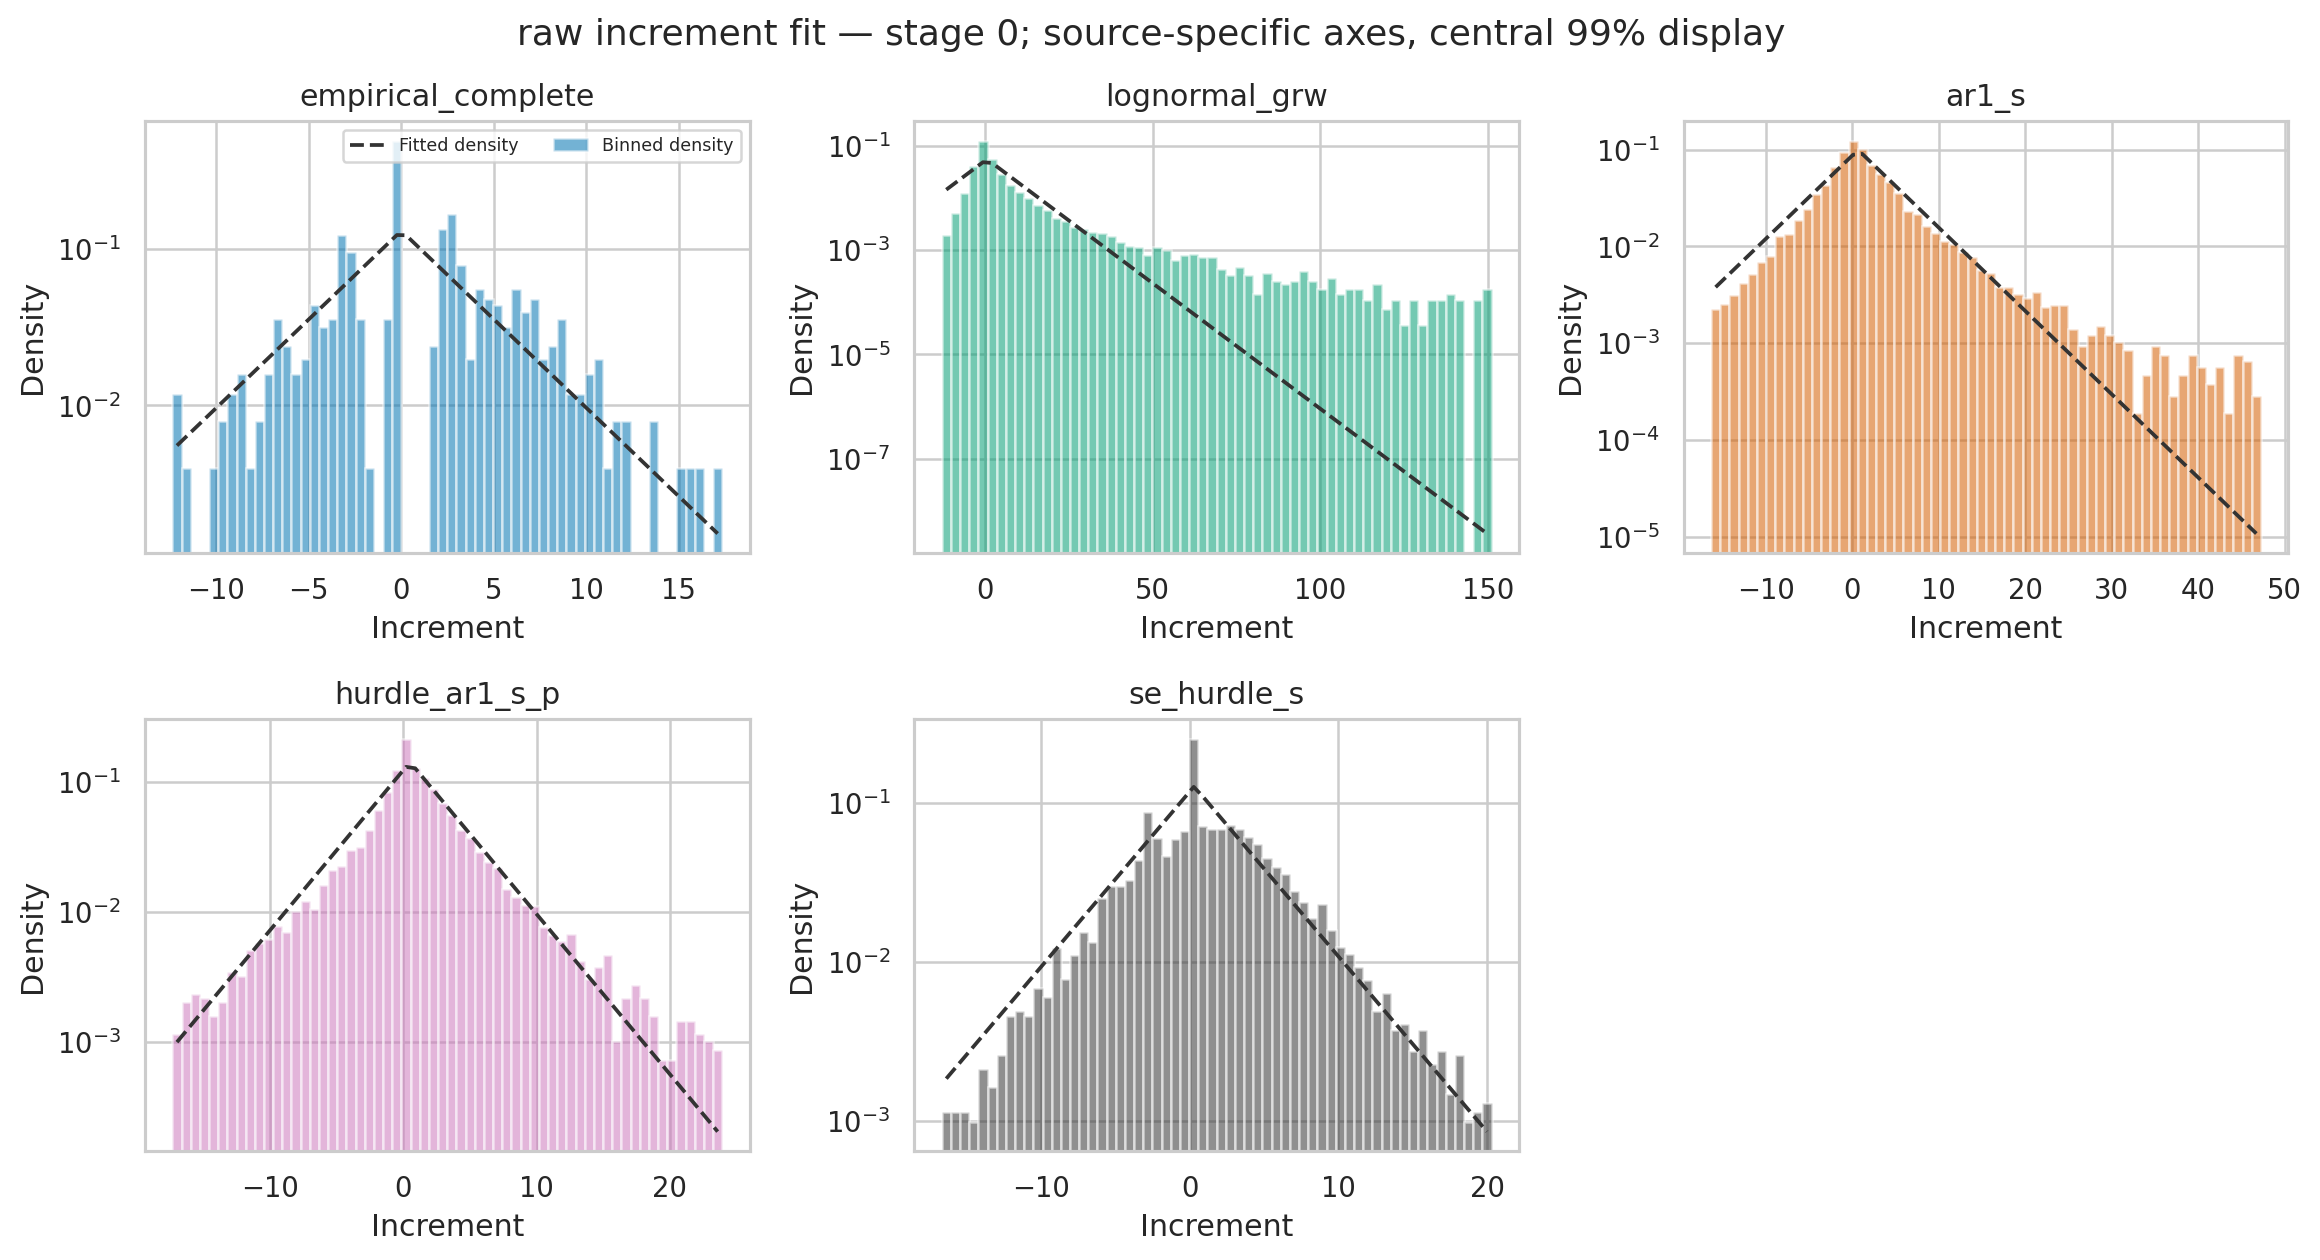 raw increment fit — stage 0; source-specific axes, central 99% display
empirical_complete
Fitted density
Binned density
10⁻¹
10⁻²
Density
−10
−5
0
5
10
15
Increment
lognormal_grw
10⁻¹
10⁻³
10⁻⁵
10⁻⁷
Density
0
50
100
150
Increment
ar1_s
10⁻¹
10⁻²
10⁻³
10⁻⁴
10⁻⁵
Density
−10
0
10
20
30
40
50
Increment
hurdle_ar1_s_p
10⁻¹
10⁻²
10⁻³
Density
−10
0
10
20
Increment
se_hurdle_s
10⁻¹
10⁻²
10⁻³
Density
−10
0
10
20
Increment